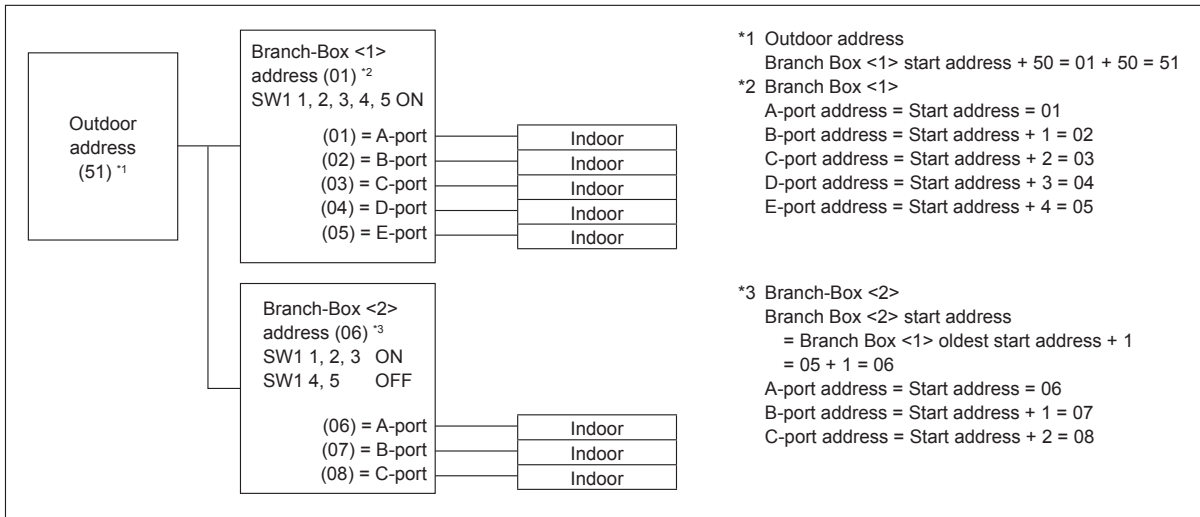 Outdoor
address
(51) *1
Branch-Box <1>
address (01) *2
SW1 1, 2, 3, 4, 5 ON
(01) = A-port
(02) = B-port
(03) = C-port
(04) = D-port
(05) = E-port
Indoor
Indoor
Indoor
Indoor
Indoor
Branch-Box <2>
address (06) *3
SW1 1, 2, 3 ON
SW1 4, 5 OFF
(06) = A-port
(07) = B-port
(08) = C-port
Indoor
Indoor
Indoor
*1 Outdoor address
Branch Box <1> start address + 50 = 01 + 50 = 51
*2 Branch Box <1>
A-port address = Start address = 01
B-port address = Start address + 1 = 02
C-port address = Start address + 2 = 03
D-port address = Start address + 3 = 04
E-port address = Start address + 4 = 05
*3 Branch-Box <2>
Branch Box <2> start address
= Branch Box <1> oldest start address + 1
= 05 + 1 = 06
A-port address = Start address = 06
B-port address = Start address + 1 = 07
C-port address = Start address + 2 = 08